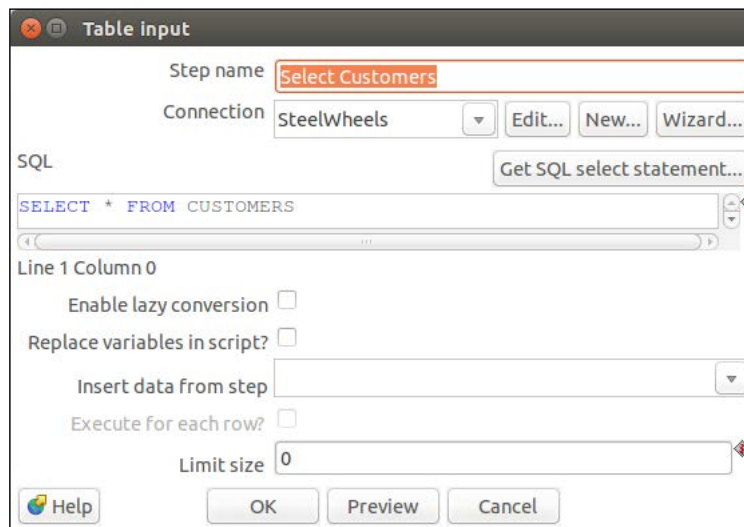 Table input
Step name Select Customers
Connection SteelWheels Edit... New... Wizard...
SQL Get SQL select statement...
SELECT * FROM CUSTOMERS
Line 1 Column 0
Enable lazy conversion
Replace variables in script?
Insert data from step
Execute for each row?
Limit size 0
Help OK Preview Cancel